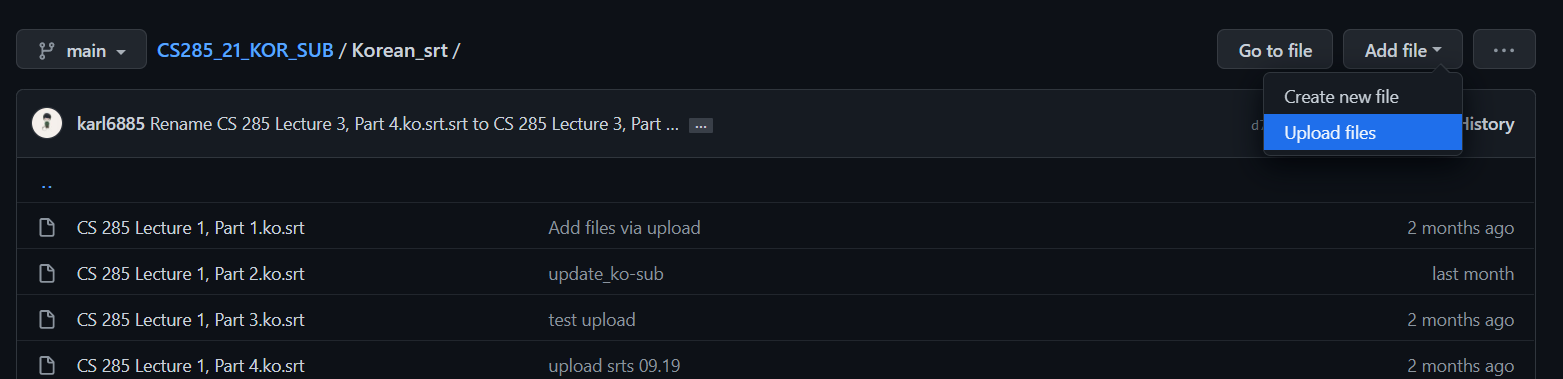 main
CS285_21_KOR_SUB / Korean_srt /
Go to file
Add file
Create new file
Upload files
karl6885 Rename CS 285 Lecture 3, Part 4.ko.srt.srt to CS 285 Lecture 3, Part ... ...
History
..
CS 285 Lecture 1, Part 1.ko.srt Add files via upload 2 months ago
CS 285 Lecture 1, Part 2.ko.srt update_ko-sub last month
CS 285 Lecture 1, Part 3.ko.srt test upload 2 months ago
CS 285 Lecture 1, Part 4.ko.srt upload srts 09.19 2 months ago